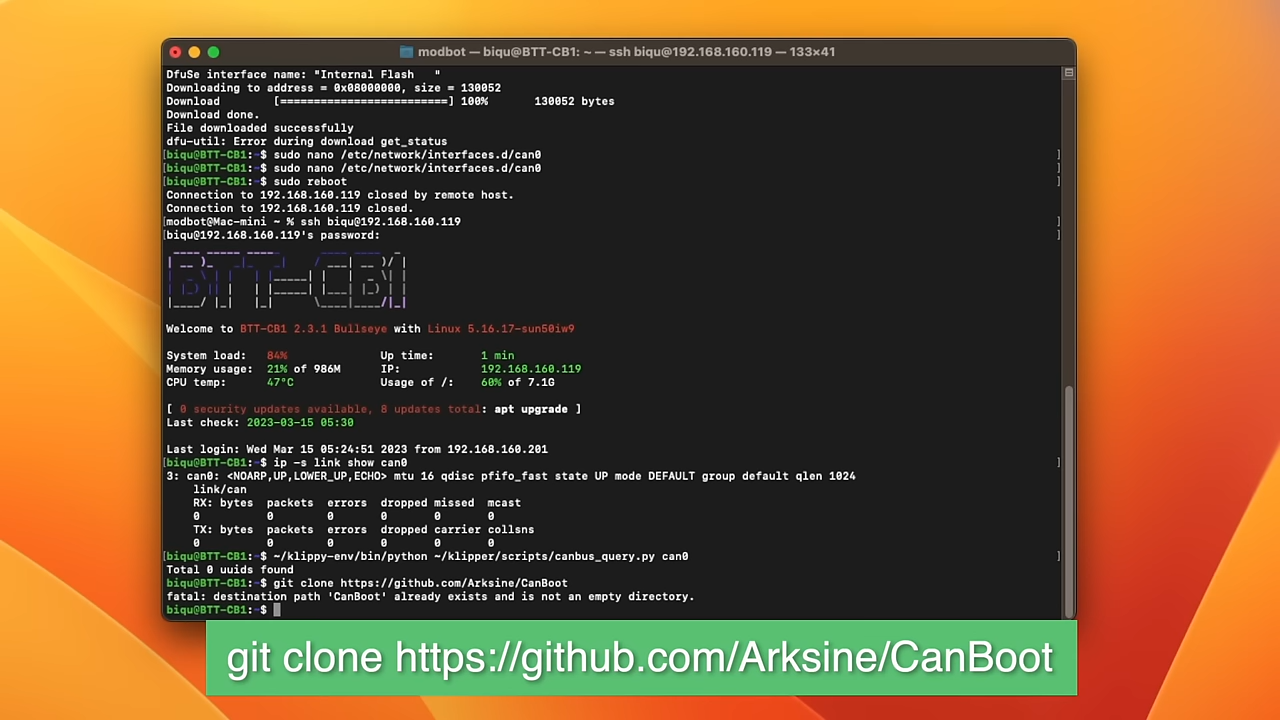 modbot — biqu@BTT-CB1: ~ — ssh biqu@192.168.160.119 — 133×41
DfuSe interface name: "Internal Flash   "
Downloading to address = 0x08000000, size = 130052
Download        [=========================] 100%       130052 bytes
Download done.
File downloaded successfully
dfu-util: Error during download get_status
[biqu@BTT-CB1:~$ sudo nano /etc/network/interfaces.d/can0 ]
[biqu@BTT-CB1:~$ sudo nano /etc/network/interfaces.d/can0 ]
[biqu@BTT-CB1:~$ sudo reboot ]
Connection to 192.168.160.119 closed by remote host.
Connection to 192.168.160.119 closed.
[modbot@Mac-mini ~ % ssh biqu@192.168.160.119 ]
[biqu@192.168.160.119's password: ]
BTT-CB1
Welcome to BTT-CB1 2.3.1 Bullseye with Linux 5.16.17-sun50iw9
System load:   84%              Up time:       1 min
Memory usage:  21% of 986M      IP:            192.168.160.119
CPU temp:      47°C             Usage of /:    60% of 7.1G
[ 0 security updates available, 8 updates total: apt upgrade ]
Last check: 2023-03-15 05:30
Last login: Wed Mar 15 05:24:51 2023 from 192.168.160.201
[biqu@BTT-CB1:~$ ip -s link show can0 ]
3: can0: <NOARP,UP,LOWER_UP,ECHO> mtu 16 qdisc pfifo_fast state UP mode DEFAULT group default qlen 1024
link/can
RX: bytes  packets  errors  dropped missed  mcast
0          0        0       0       0       0
TX: bytes  packets  errors  dropped carrier collsns
0          0        0       0       0       0
[biqu@BTT-CB1:~$ ~/klippy-env/bin/python ~/klipper/scripts/canbus_query.py can0 ]
Total 0 uuids found
biqu@BTT-CB1:~$ git clone https://github.com/Arksine/CanBoot
fatal: destination path 'CanBoot' already exists and is not an empty directory.
biqu@BTT-CB1:~$
git clone https://github.com/Arksine/CanBoot